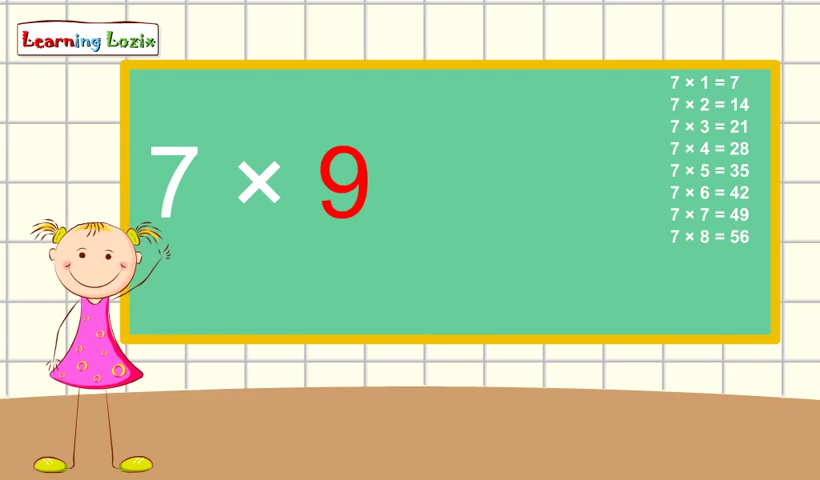 Learning Lozix
7 × 9
7 × 1 = 7
7 × 2 = 14
7 × 3 = 21
7 × 4 = 28
7 × 5 = 35
7 × 6 = 42
7 × 7 = 49
7 × 8 = 56